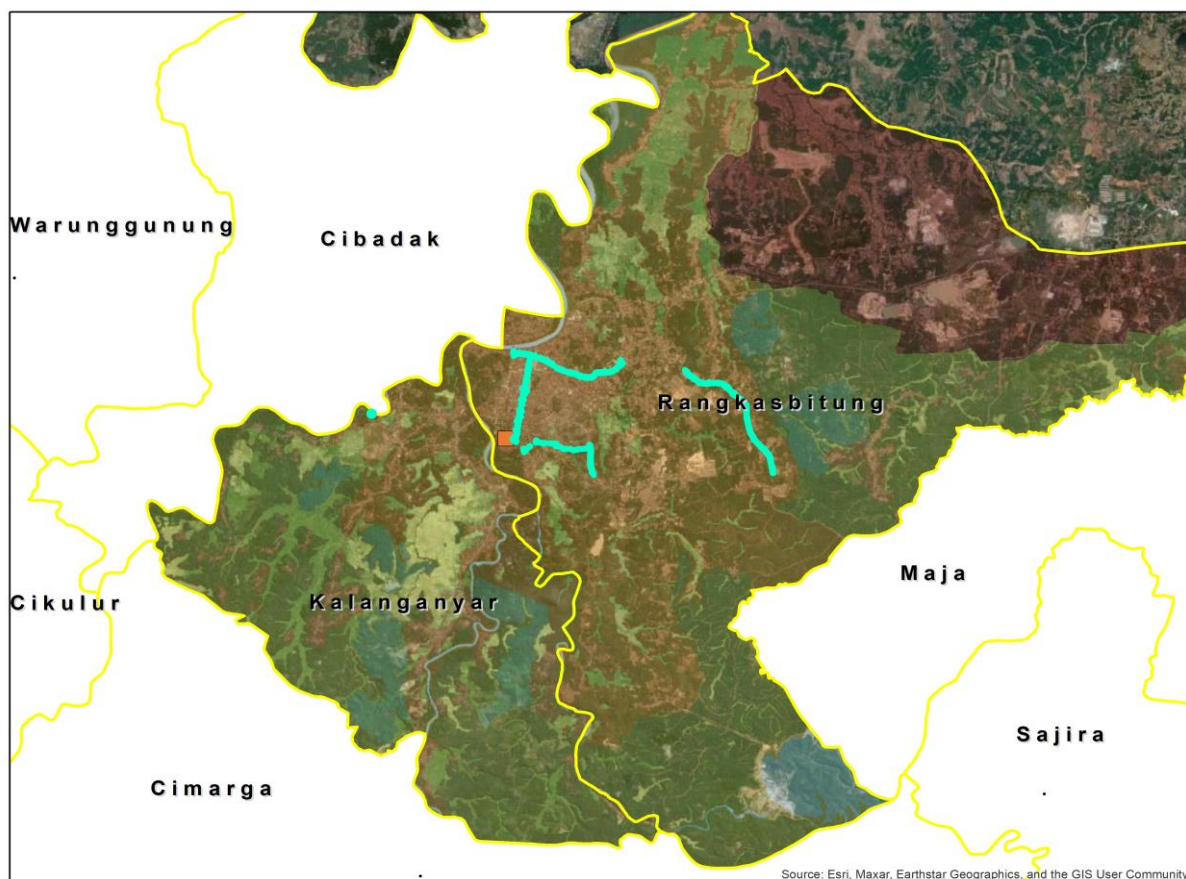 Warunggunung
Cibadak
Rangkasbitung
Maja
Cikulur
Kalanganyar
Sajira
Cimarga
Source: Esri, Maxar, Earthstar Geographics, and the GIS User Community